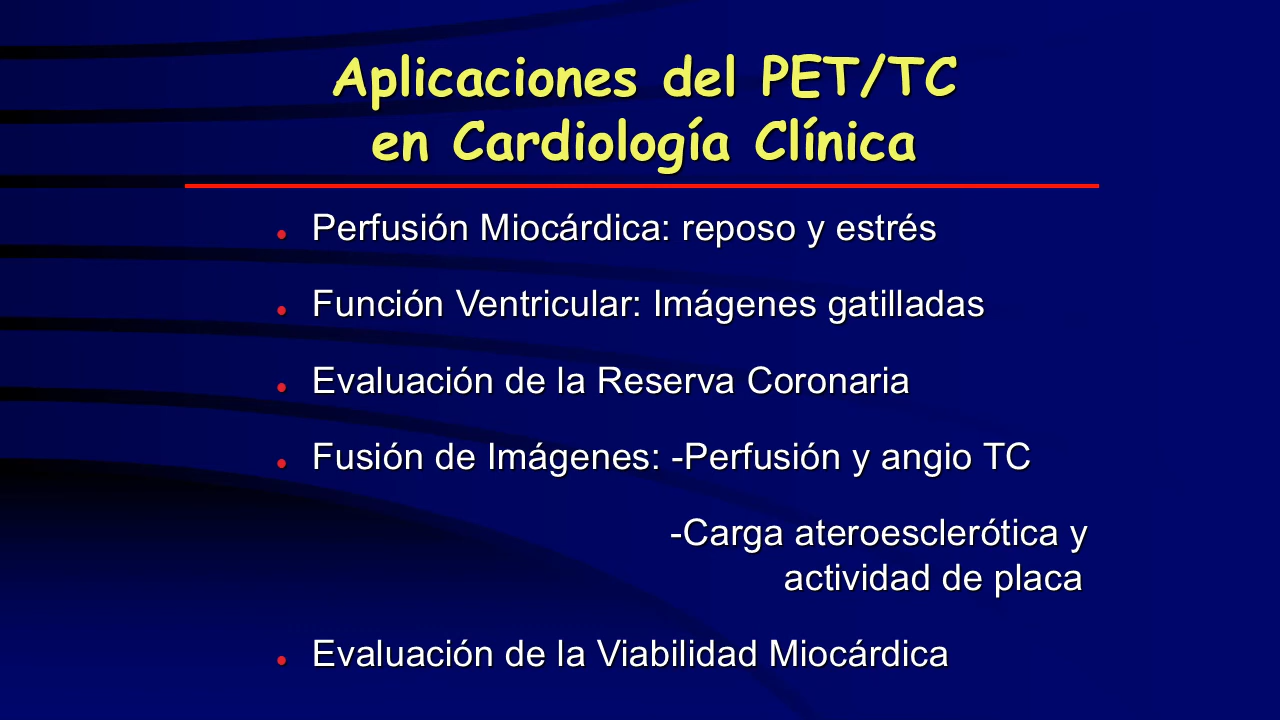 Aplicaciones del PET/TC
en Cardiología Clínica
Perfusión Miocárdica: reposo y estrés
Función Ventricular: Imágenes gatilladas
Evaluación de la Reserva Coronaria
Fusión de Imágenes: -Perfusión y angio TC
-Carga ateroesclerótica y
actividad de placa
Evaluación de la Viabilidad Miocárdica